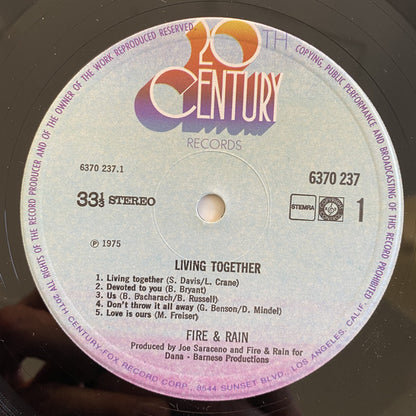 ALL RIGHTS OF THE RECORD PRODUCER AND OF THE OWNER OF THE WORK REPRODUCED RESERVED. COPYING, PUBLIC PERFORMANCE AND BROADCASTING OF THIS RECORD PROHIBITED
20TH
CENTURY
RECORDS
6370 237.1
33⅓ STEREO
6370 237
STEMRA
1
℗ 1975
LIVING TOGETHER
1 Living together (S. Davis/L. Crane)
2 Devoted to you (B. Bryant)
3 Us (B. Bacharach/B. Russell)
4 Don't throw it all away (G. Benson/D. Mindel)
5 Love is ours (M. Freiser)
FIRE & RAIN
Produced by Joe Saraceno and Fire & Rain for
Dana - Barnese Productions
20TH CENTURY FOX RECORD CORP., 8544 SUNSET BLVD., LOS ANGELES, CALIF.